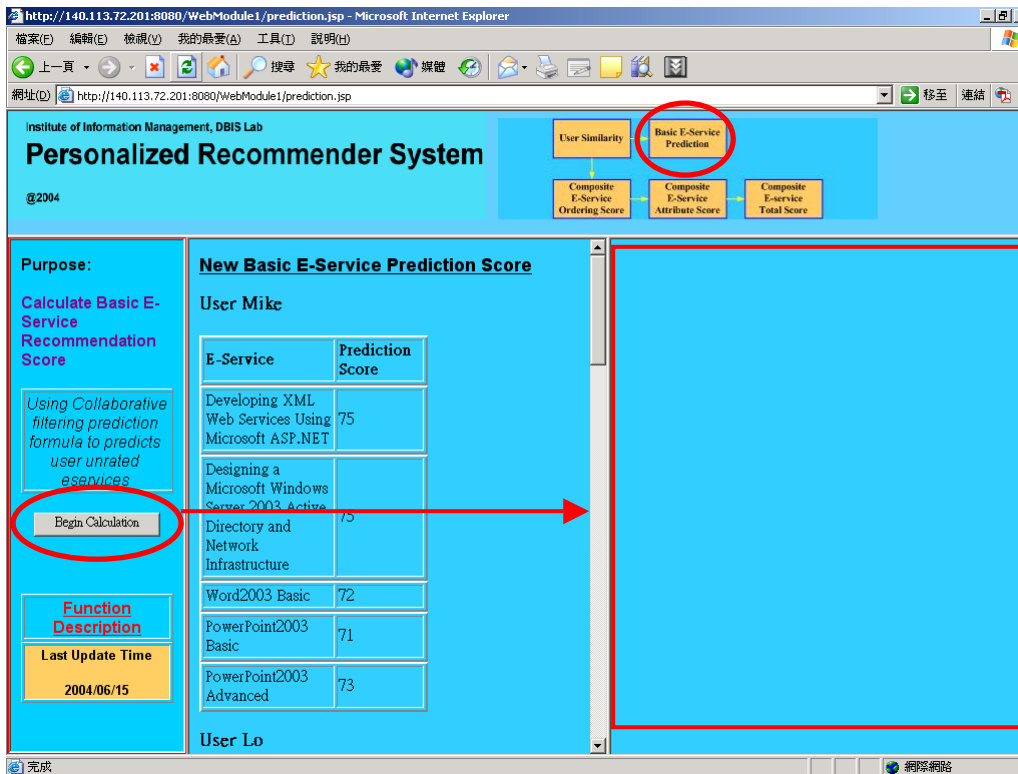 http://140.113.72.201:8080/WebModule1/prediction.jsp - Microsoft Internet Explorer
檔案(F) 編輯(E) 檢視(V) 我的最愛(A) 工具(T) 說明(H)
上一頁 搜尋 我的最愛 媒體
網址(D) http://140.113.72.201:8080/WebModule1/prediction.jsp 移至 連結
Institute of Information Management, DBIS Lab
Personalized Recommender System
@2004
User Similarity
Basic E-Service
Prediction
Composite
E-Service
Ordering Score
Composite
E-Service
Attribute Score
Composite
E-service
Total Score
Purpose:
Calculate Basic E-
Service
Recommendation
Score
Using Collaborative
filtering prediction
formula to predicts
user unrated
eservices
Begin Calculation
Function
Description
Last Update Time
2004/06/15
New Basic E-Service Prediction Score
User Mike
E-Service
Prediction
Score
Developing XML
Web Services Using
Microsoft ASP.NET
75
Designing a
Microsoft Windows
Server 2003 Active
Directory and
Network
Infrastructure
75
Word2003 Basic 72
PowerPoint2003
Basic
71
PowerPoint2003
Advanced
73
User Lo
完成 網際網路